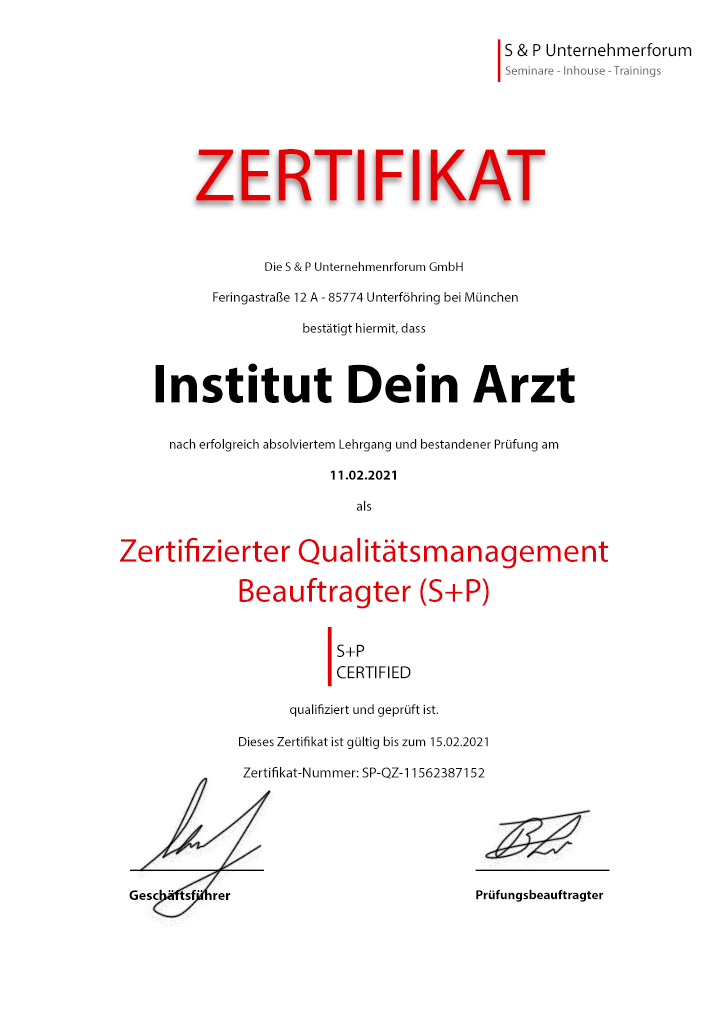 S & P Unternehmerforum
Seminare - Inhouse - Trainings
ZERTIFIKAT
Die S & P Unternehmenrforum GmbH
Feringastraße 12 A - 85774 Unterföhring bei München
bestätigt hiermit, dass
Institut Dein Arzt
nach erfolgreich absolviertem Lehrgang und bestandener Prüfung am
11.02.2021
als
Zertifizierter Qualitätsmanagement
Beauftragter (S+P)
S+P
CERTIFIED
qualifiziert und geprüft ist.
Dieses Zertifikat ist gültig bis zum 15.02.2021
Zertifikat-Nummer: SP-QZ-11562387152
Geschäftsführer
Prüfungsbeauftragter